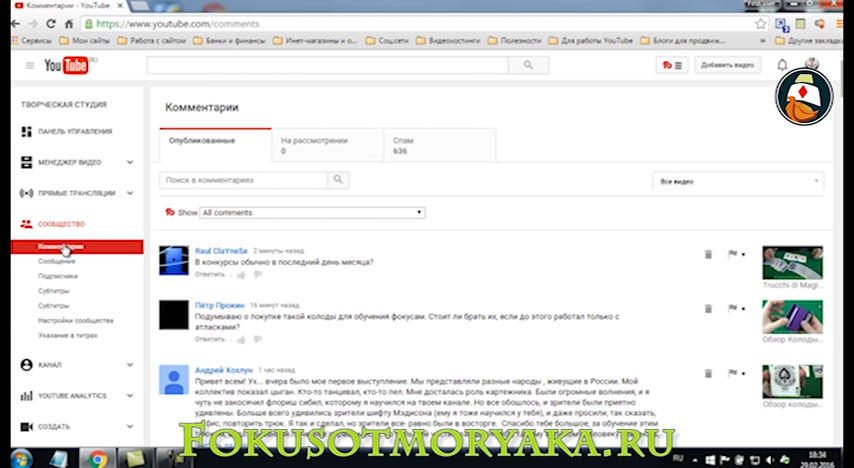 Комментарии - YouTube
https://www.youtube.com/comments
Сервисы Мои сайты Работа с сайтом Банки и финансы Инет-магазины и о... Соц.сети Видеохостинги Полезности Для работы YouTube Блоги для продвиж... » Другие закладки
YouTube RU
Добавить видео
ТВОРЧЕСКАЯ СТУДИЯ
ПАНЕЛЬ УПРАВЛЕНИЯ
МЕНЕДЖЕР ВИДЕО
ПРЯМЫЕ ТРАНСЛЯЦИИ
СООБЩЕСТВО
Комментарии
Сообщения
Подписчики
Субтитры
Субтитры
Настройки сообщества
Указание в титрах
КАНАЛ
YOUTUBE ANALYTICS
СОЗДАТЬ
Комментарии
Опубликованные
На рассмотрении
0
Спам
636
Поиск в комментариях
Все видео
Show All comments
Raul ClaYneSe 2 минуты назад
В конкурсы обычно в последний день месяца?
Ответить
Trucchi di Magi...
Пётр Прокин 16 минут назад
Подумываю о покупке такой колоды для обучения фокусам. Стоит ли брать их, если до этого работал только с
атласками?
Ответить
Обзор Колоды...
Андрей Хохлун 1 час назад
Привет всем! Ух... вчера было мое первое выступление. Мы представляли разные народы , живущие в России. Мой
коллектив показал цыган. Кто-то танцевал, кто-то пел. Мне досталась роль картежника. Были огромные волнения, и я
чуть не закосячил флориш сибил, которому я научился на твоем канале. Но все обошлось, и зрители были приятно
удивлены. Больше всего удивились зрители шифту Мэдисона (ему я тоже научился у тебя), и даже просили, так сказать,
бис, повторить трюк. Я так и сделал, но зрители все- равно были в восторге. Спасибо тебе большое, за обучение этим
Обзор колоды...
FOKUSOTMORYAKA.RU
RU
18:34
29.02.2016